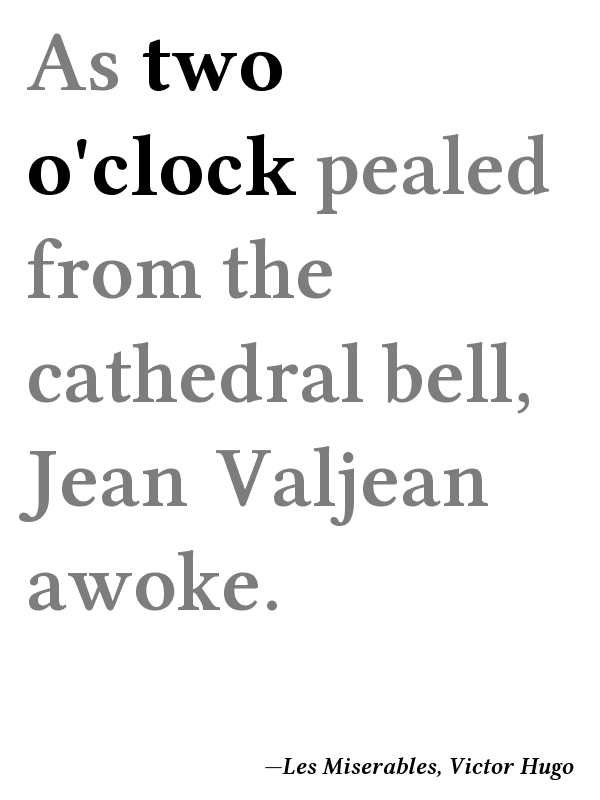 As two
o'clock pealed
from the
cathedral bell,
Jean Valjean
awoke.
—Les Miserables, Victor Hugo